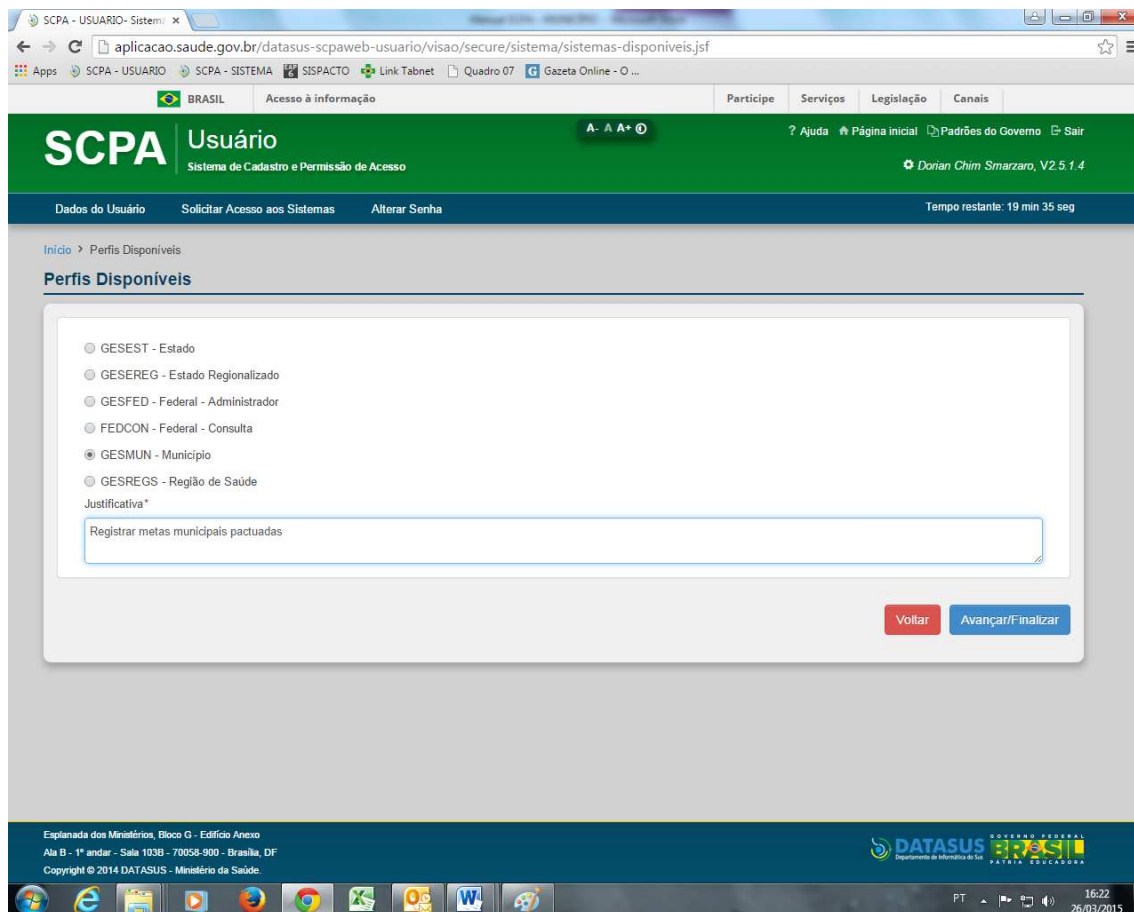 SCPA - USUARIO- Sistema
aplicacao.saude.gov.br/datasus-scpaweb-usuario/visao/secure/sistema/sistemas-disponiveis.jsf
Apps SCPA - USUARIO SCPA - SISTEMA SISPACTO Link Tabnet Quadro 07 Gazeta Online - O ...
BRASIL Acesso à informação Participe Serviços Legislação Canais
A- A A+
? Ajuda Página inicial Padrões do Governo Sair
SCPA Usuário
Sistema de Cadastro e Permissão de Acesso
Dorian Chim Smarzaro, V2.5.1.4
Dados do Usuário Solicitar Acesso aos Sistemas Alterar Senha Tempo restante: 19 min 35 seg
Início > Perfis Disponíveis
Perfis Disponíveis
GESEST - Estado
GESEREG - Estado Regionalizado
GESFED - Federal - Administrador
FEDCON - Federal - Consulta
GESMUN - Município
GESREGS - Região de Saúde
Justificativa*
Registrar metas municipais pactuadas
Voltar Avançar/Finalizar
Esplanada dos Ministérios, Bloco G - Edifício Anexo
Ala B - 1º andar - Sala 103B - 70058-900 - Brasília, DF
Copyright © 2014 DATASUS - Ministério da Saúde.
DATASUS
Departamento de Informática do Sus
GOVERNO FEDERAL
BRASIL
PÁTRIA EDUCADORA
PT 16:22
26/03/2015